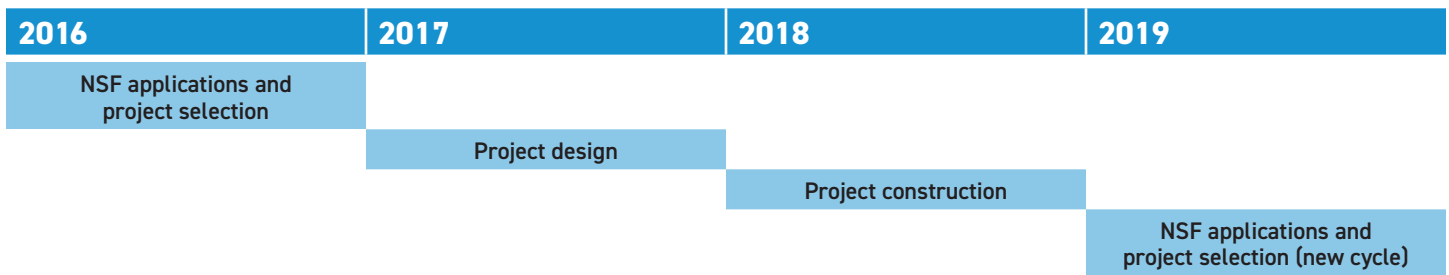 2016 2017 2018 2019
NSF applications and
project selection
Project design
Project construction
NSF applications and
project selection (new cycle)